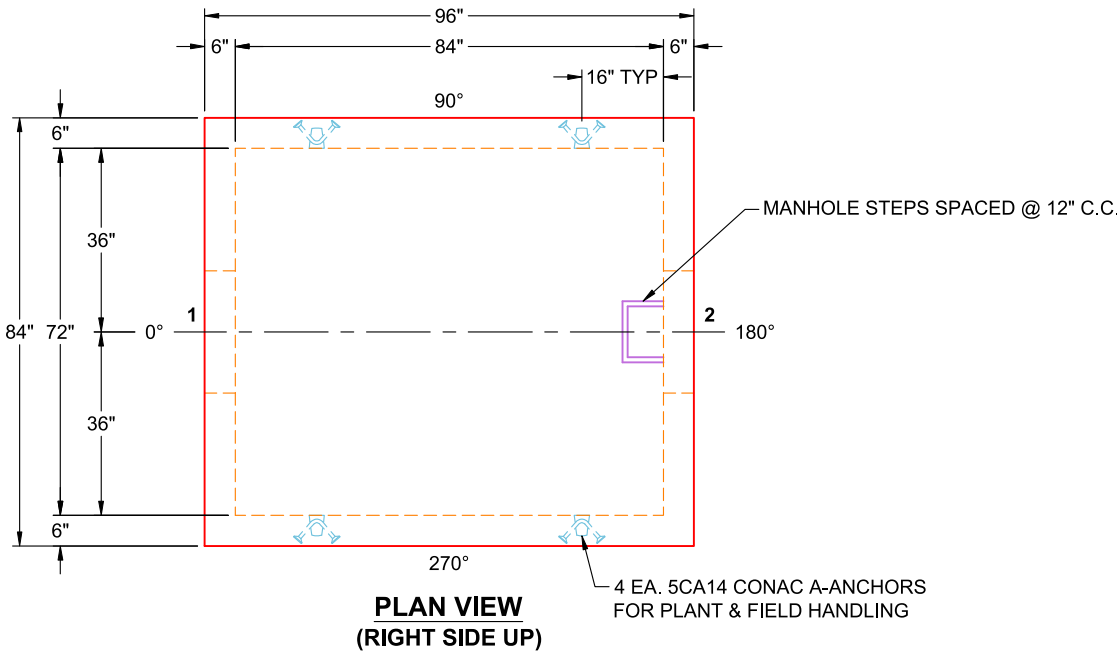 96"
6" 84" 6"
16" TYP
90°
6"
36"
MANHOLE STEPS SPACED @ 12" C.C.
84" 72" 0° 1 2 180°
36"
6"
270°
4 EA. 5CA14 CONAC A-ANCHORS
FOR PLANT & FIELD HANDLING
PLAN VIEW
(RIGHT SIDE UP)